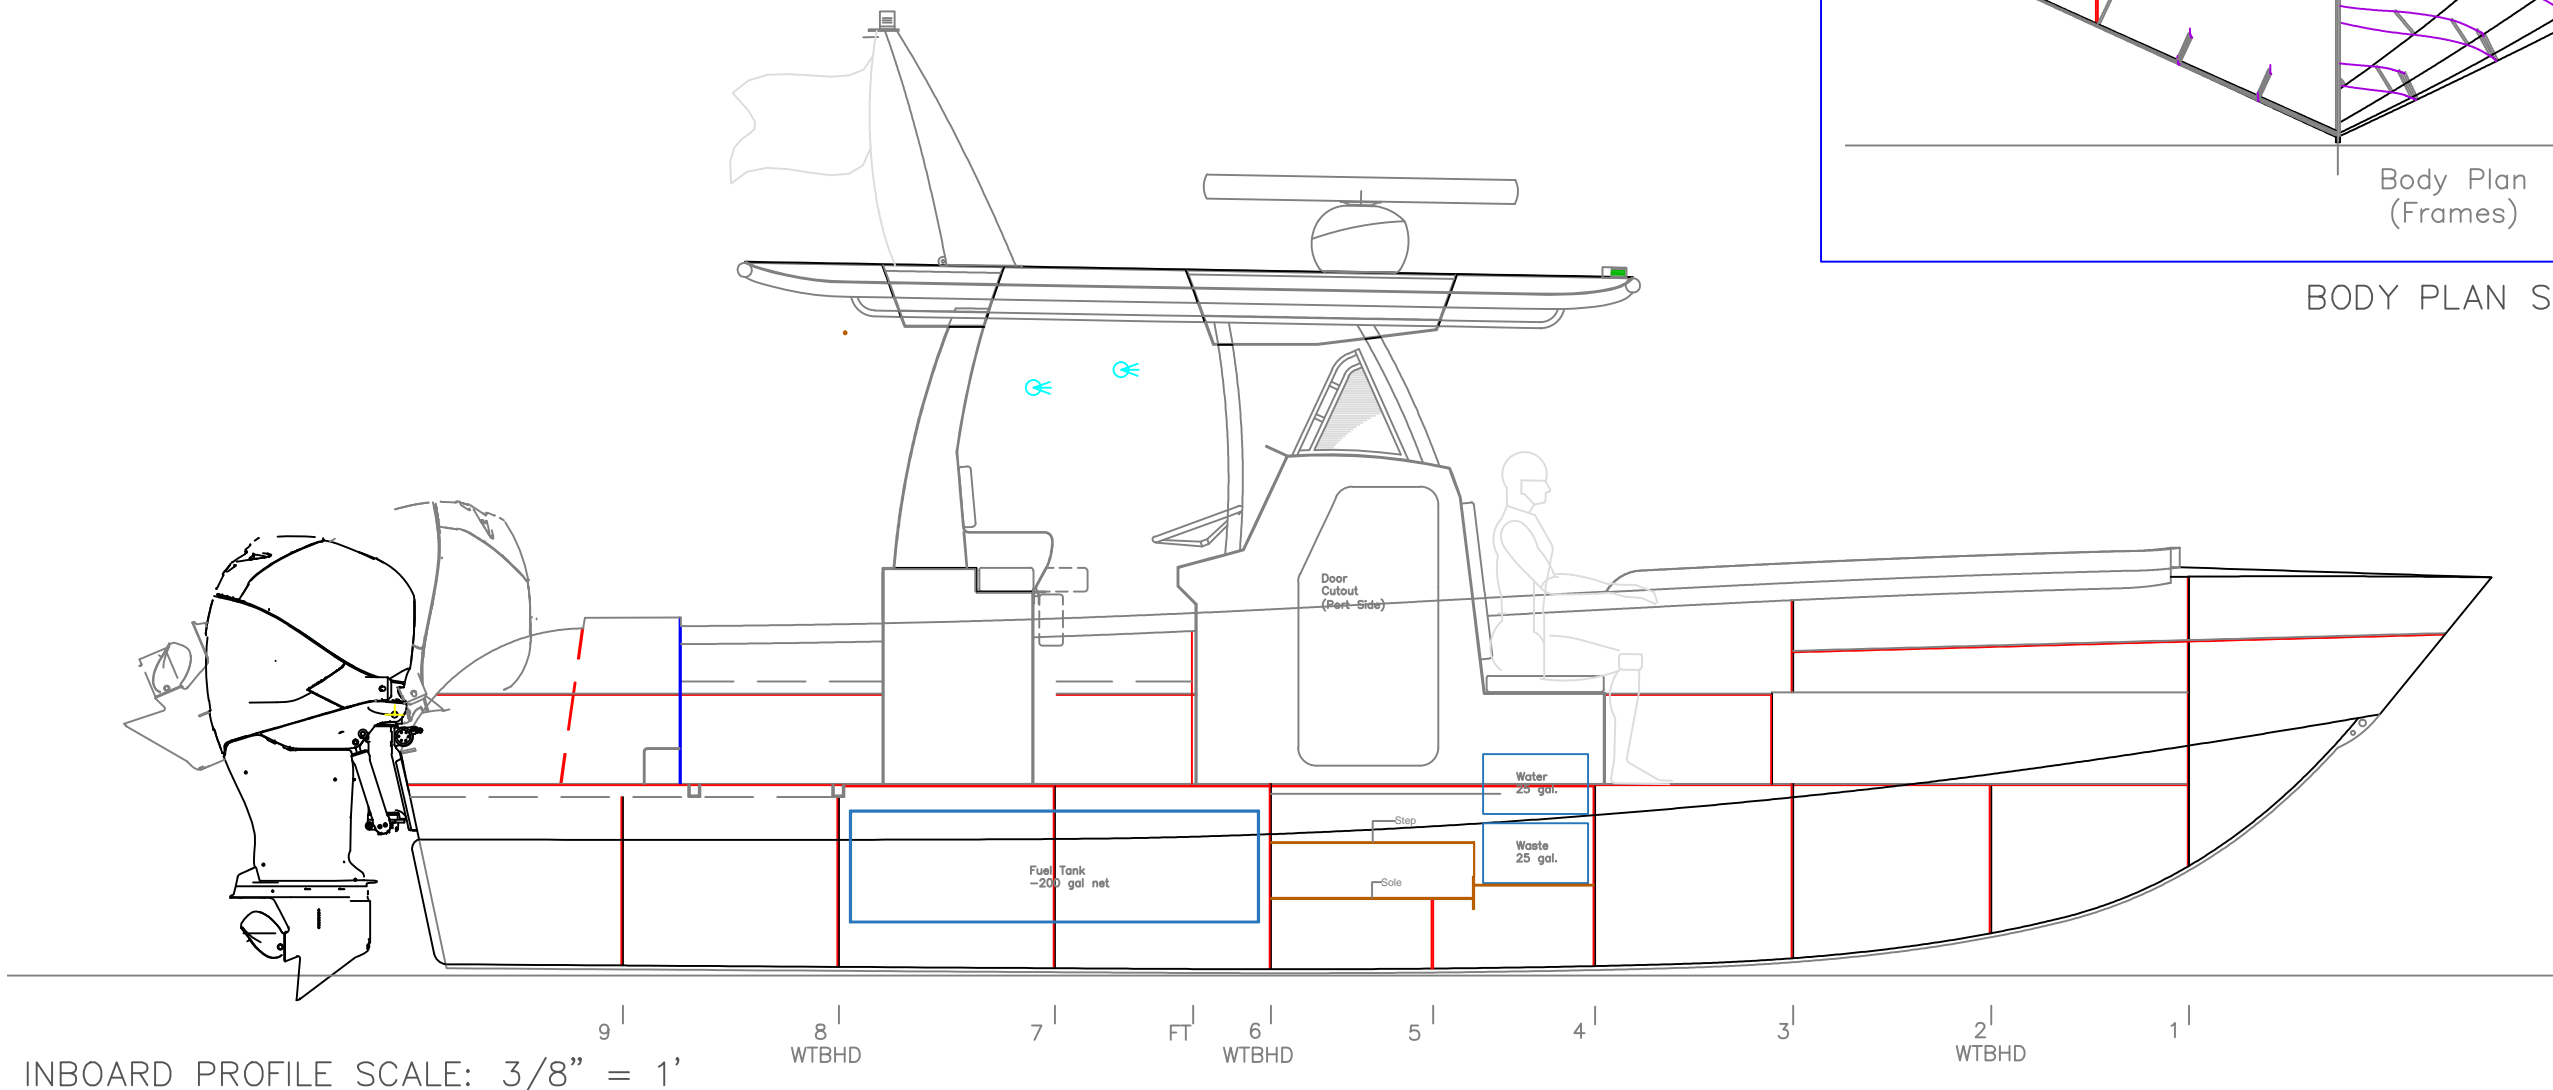 Body Plan
(Frames)
BODY PLAN S
Door
Cutout
(Port Side)
Water
25 gal.
Step
Waste
25 gal.
Fuel Tank
~200 gal net
Sole
9
8
7
FT
6
5
4
3
2
1
WTBHD
WTBHD
WTBHD
INBOARD PROFILE SCALE: 3/8" = 1'